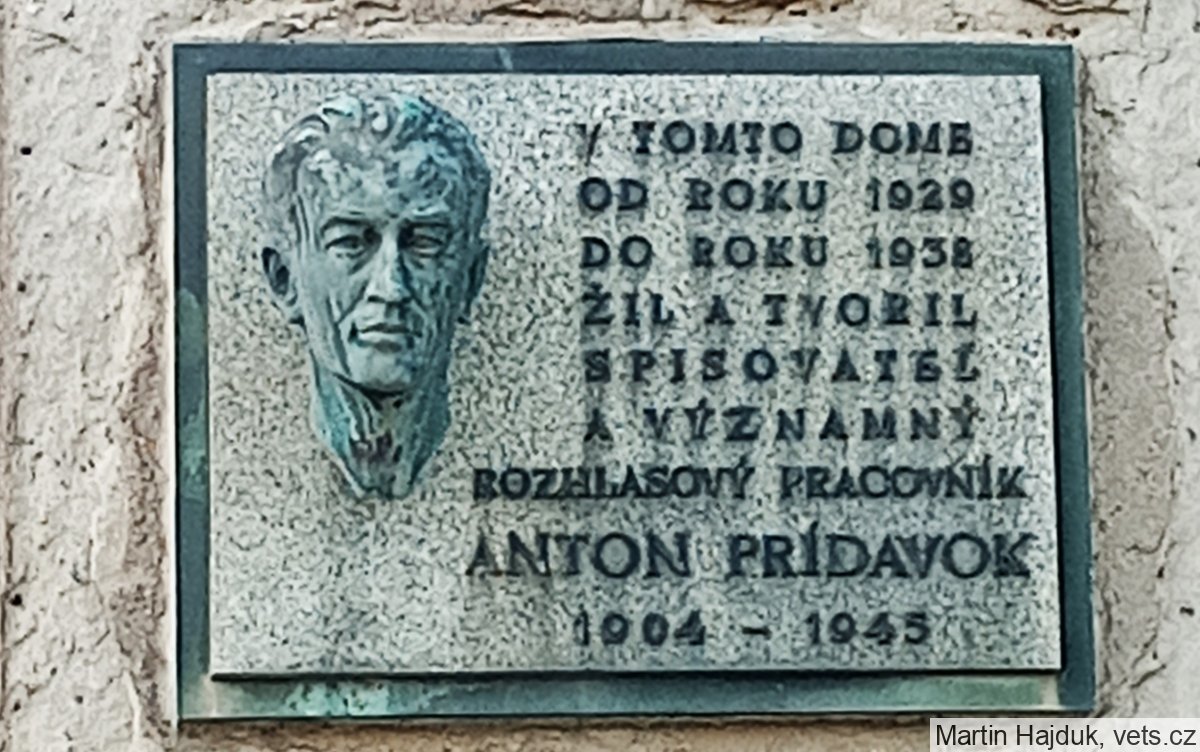 V TOMTO DOME
OD ROKU 1929
DO ROKU 1938
ŽIL A TVORIL
SPISOVATEĽ
A VÝZNAMNÝ
ROZHLASOVÝ PRACOVNÍK
ANTON PRÍDAVOK
1904 - 1945
Martin Hajduk, vets.cz